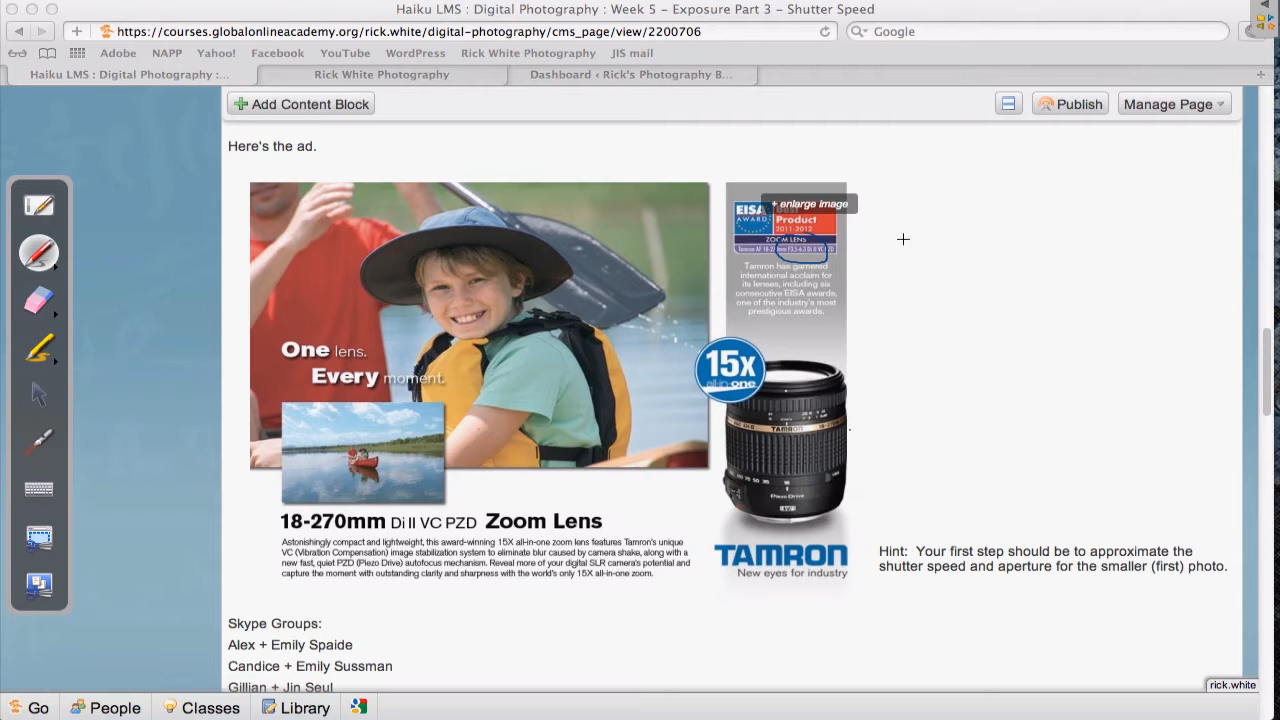 Haiku LMS : Digital Photography : Week 5 – Exposure Part 3 – Shutter Speed
https://courses.globalonlineacademy.org/rick.white/digital-photography/cms_page/view/2200706
Google
Adobe NAPP Yahoo! Facebook YouTube WordPress Rick White Photography JIS mail
Haiku LMS : Digital Photography :... Rick White Photography Dashboard ‹ Rick's Photography B...
Add Content Block Publish Manage Page
Here's the ad.
+ enlarge image
EISA Best
AWARD Product
2011-2012
ZOOM LENS
Tamron has garnered
international acclaim for
its lenses, including six
consecutive EISA awards,
one of the industry's most
prestigious awards.
One lens.
Every moment.
15x
all-in-one
TAMRON
Piezo Drive
18-270mm Di II VC PZD Zoom Lens
Astonishingly compact and lightweight, this award-winning 15X all-in-one zoom lens features Tamron's unique
VC (Vibration Compensation) image stabilization system to eliminate blur caused by camera shake, along with a
new fast, quiet PZD (Piezo Drive) autofocus mechanism. Reveal more of your digital SLR camera's potential and
capture the moment with outstanding clarity and sharpness with the world's only 15X all-in-one zoom.
TAMRON
New eyes for industry
Hint: Your first step should be to approximate the
shutter speed and aperture for the smaller (first) photo.
Skype Groups:
Alex + Emily Spaide
Candice + Emily Sussman
Gillian + Jin Seul
rick.white
Go People Classes Library